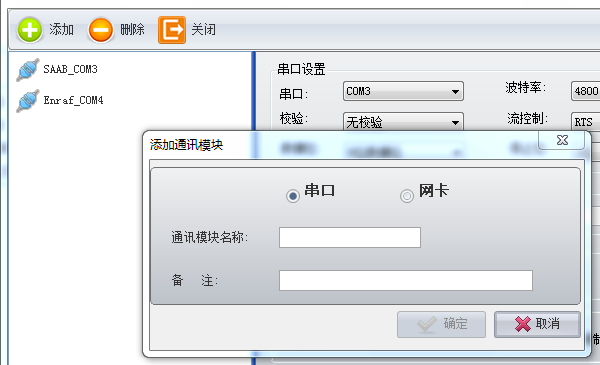 添加 删除 关闭
SAAB_COM3
Enraf_COM4
串口设置
串口: COM3 波特率: 4800
校验: 无校验 流控制: RTS
添加通讯模块
串口 网卡
通讯模块名称:
备 注:
确定 取消